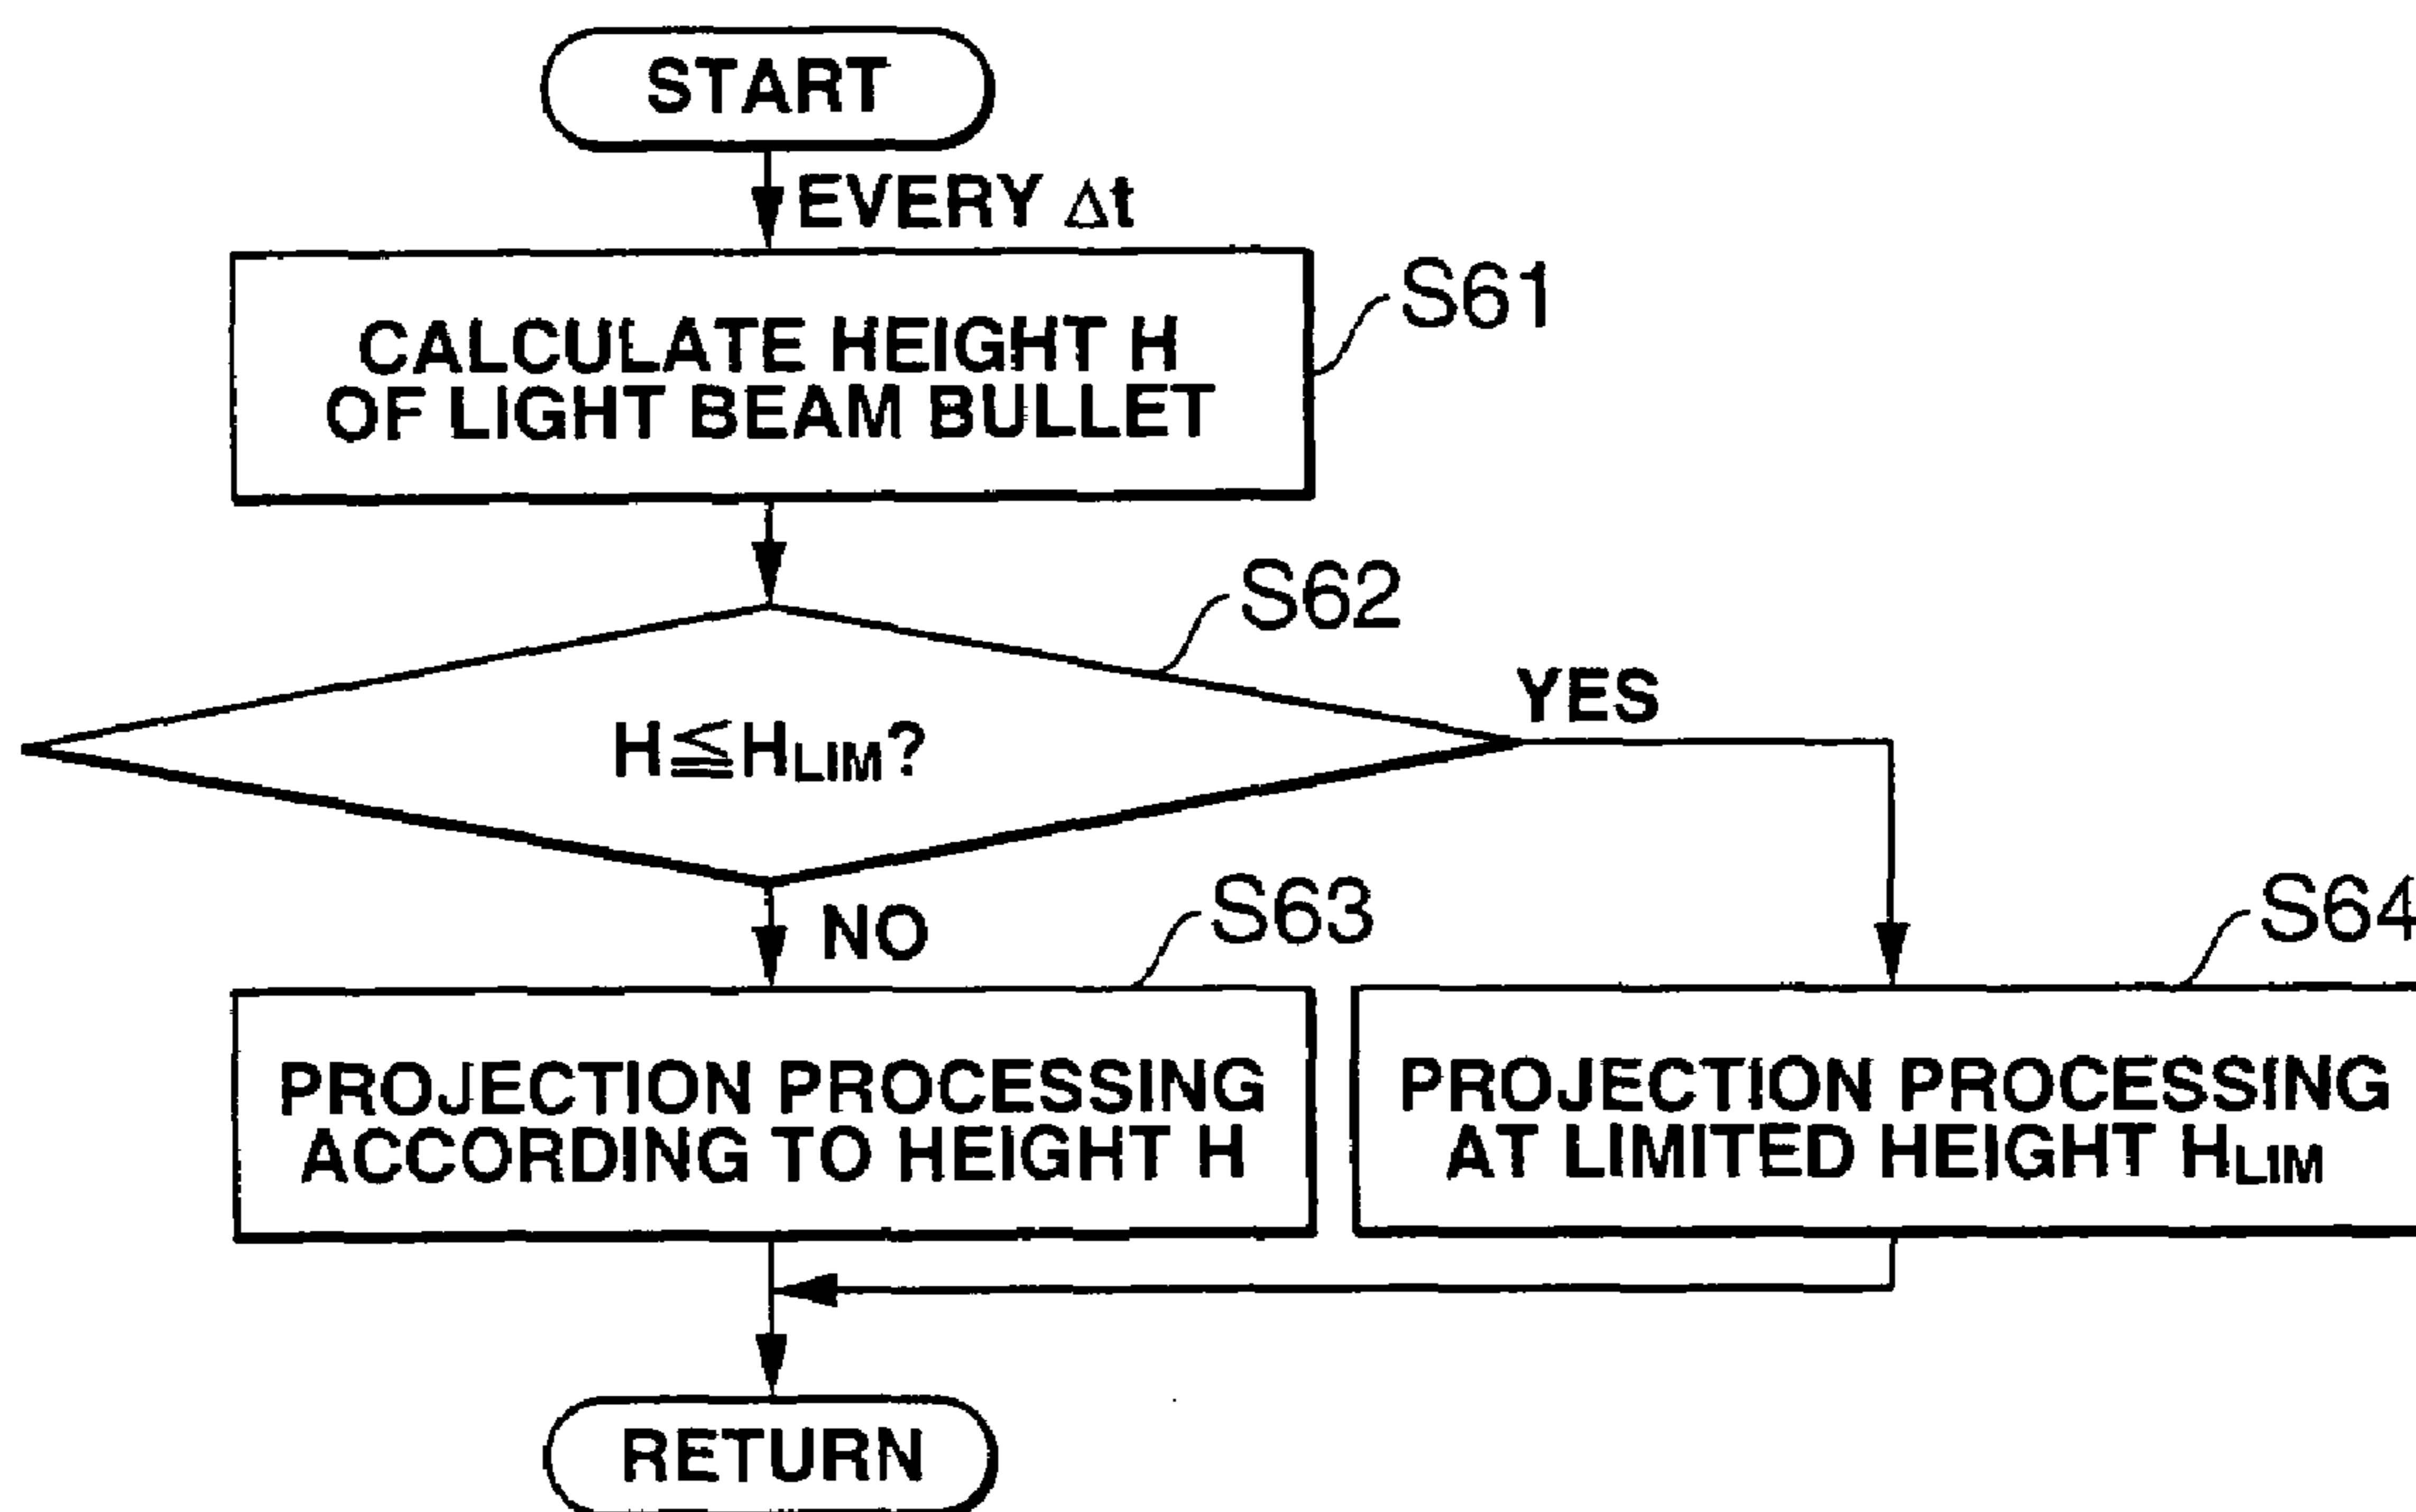 START
EVERY Δt
S61
CALCULATE HEIGHT H
OF LIGHT BEAM BULLET
S62
YES
H≦HLIM?
NO
S63
S64
PROJECTION PROCESSING
ACCORDING TO HEIGHT H
PROJECTION PROCESSING
AT LIMITED HEIGHT HLIM
RETURN